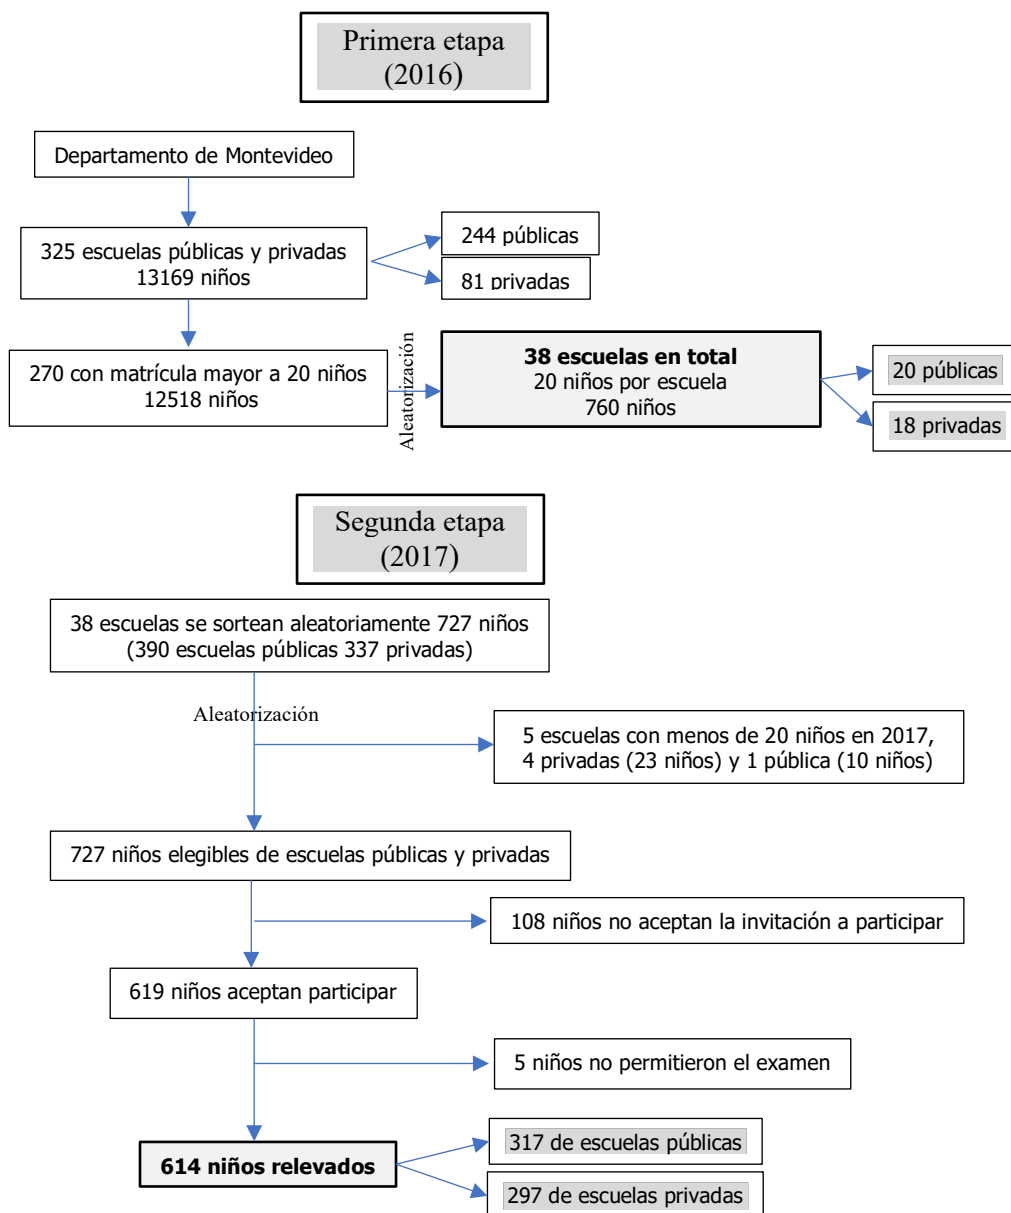 Primera etapa
(2016)
Departamento de Montevideo
325 escuelas públicas y privadas
13169 niños
244 públicas
81 privadas
270 con matrícula mayor a 20 niños
12518 niños
Aleatorización
38 escuelas en total
20 niños por escuela
760 niños
20 públicas
18 privadas
Segunda etapa
(2017)
38 escuelas se sortean aleatoriamente 727 niños
(390 escuelas públicas 337 privadas)
Aleatorización
5 escuelas con menos de 20 niños en 2017,
4 privadas (23 niños) y 1 pública (10 niños)
727 niños elegibles de escuelas públicas y privadas
108 niños no aceptan la invitación a participar
619 niños aceptan participar
5 niños no permitieron el examen
614 niños relevados
317 de escuelas públicas
297 de escuelas privadas